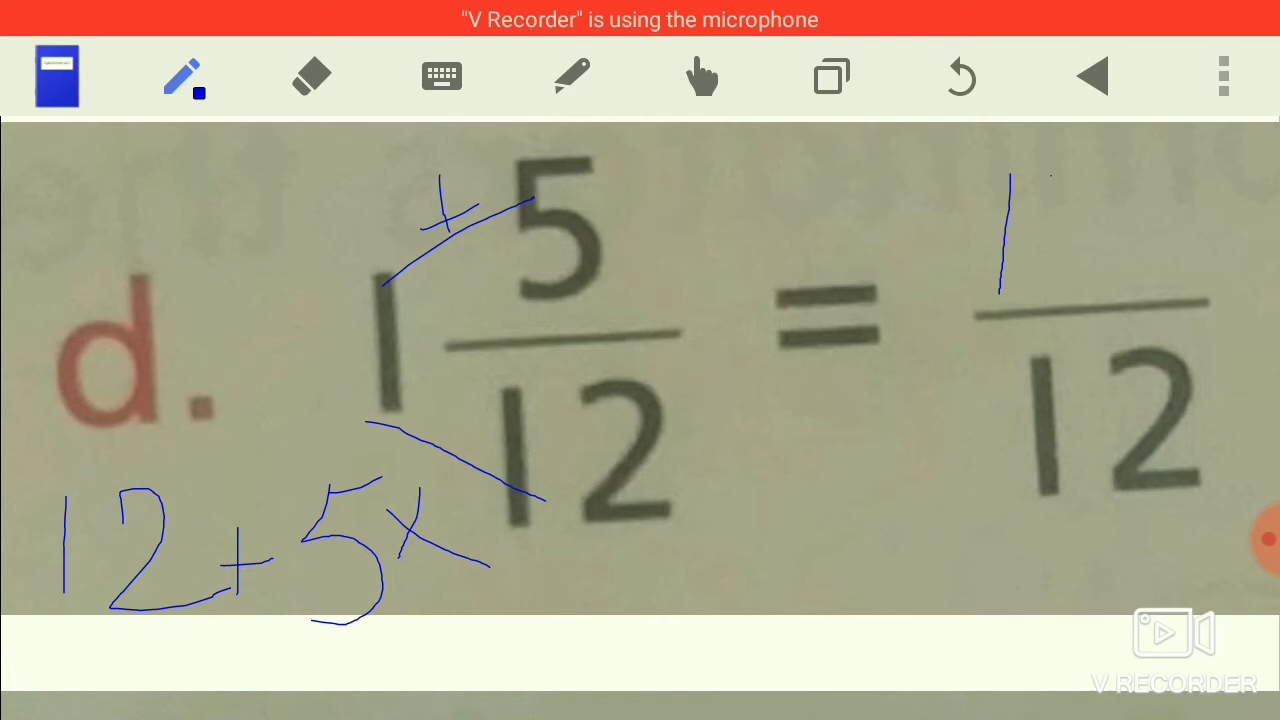 "V Recorder" is using the microphone
d. 1 5/12 = 1/12
+
12 + 5 ×
V RECORDER